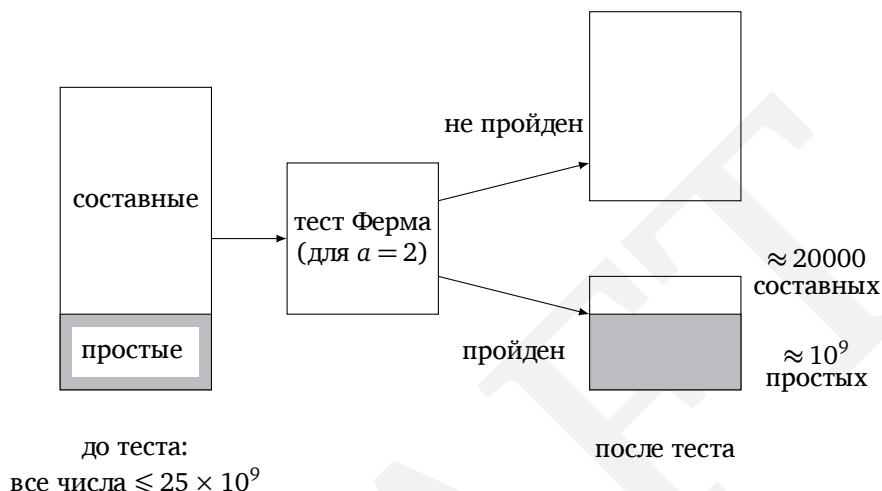 не пройден
составные
тест Ферма
(для a = 2)
≈ 20000
составных
простые
пройден
≈ 10⁹
простых
до теста:
все числа ⩽ 25 × 10⁹
после теста